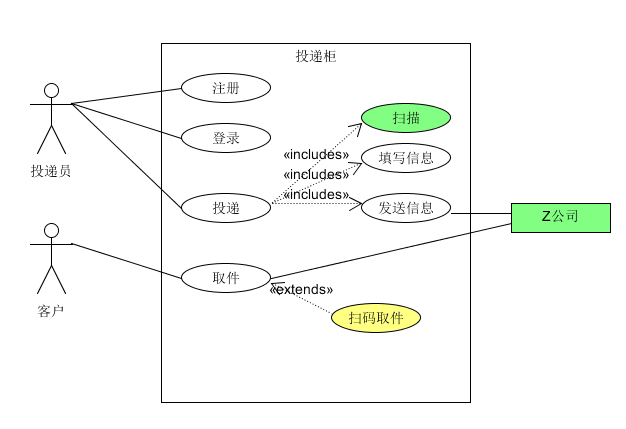 投递柜
注册
扫描
登录
«includes»
填写信息
投递员
«includes»
«includes»
投递
发送信息
Z公司
取件
«extends»
客户
扫码取件